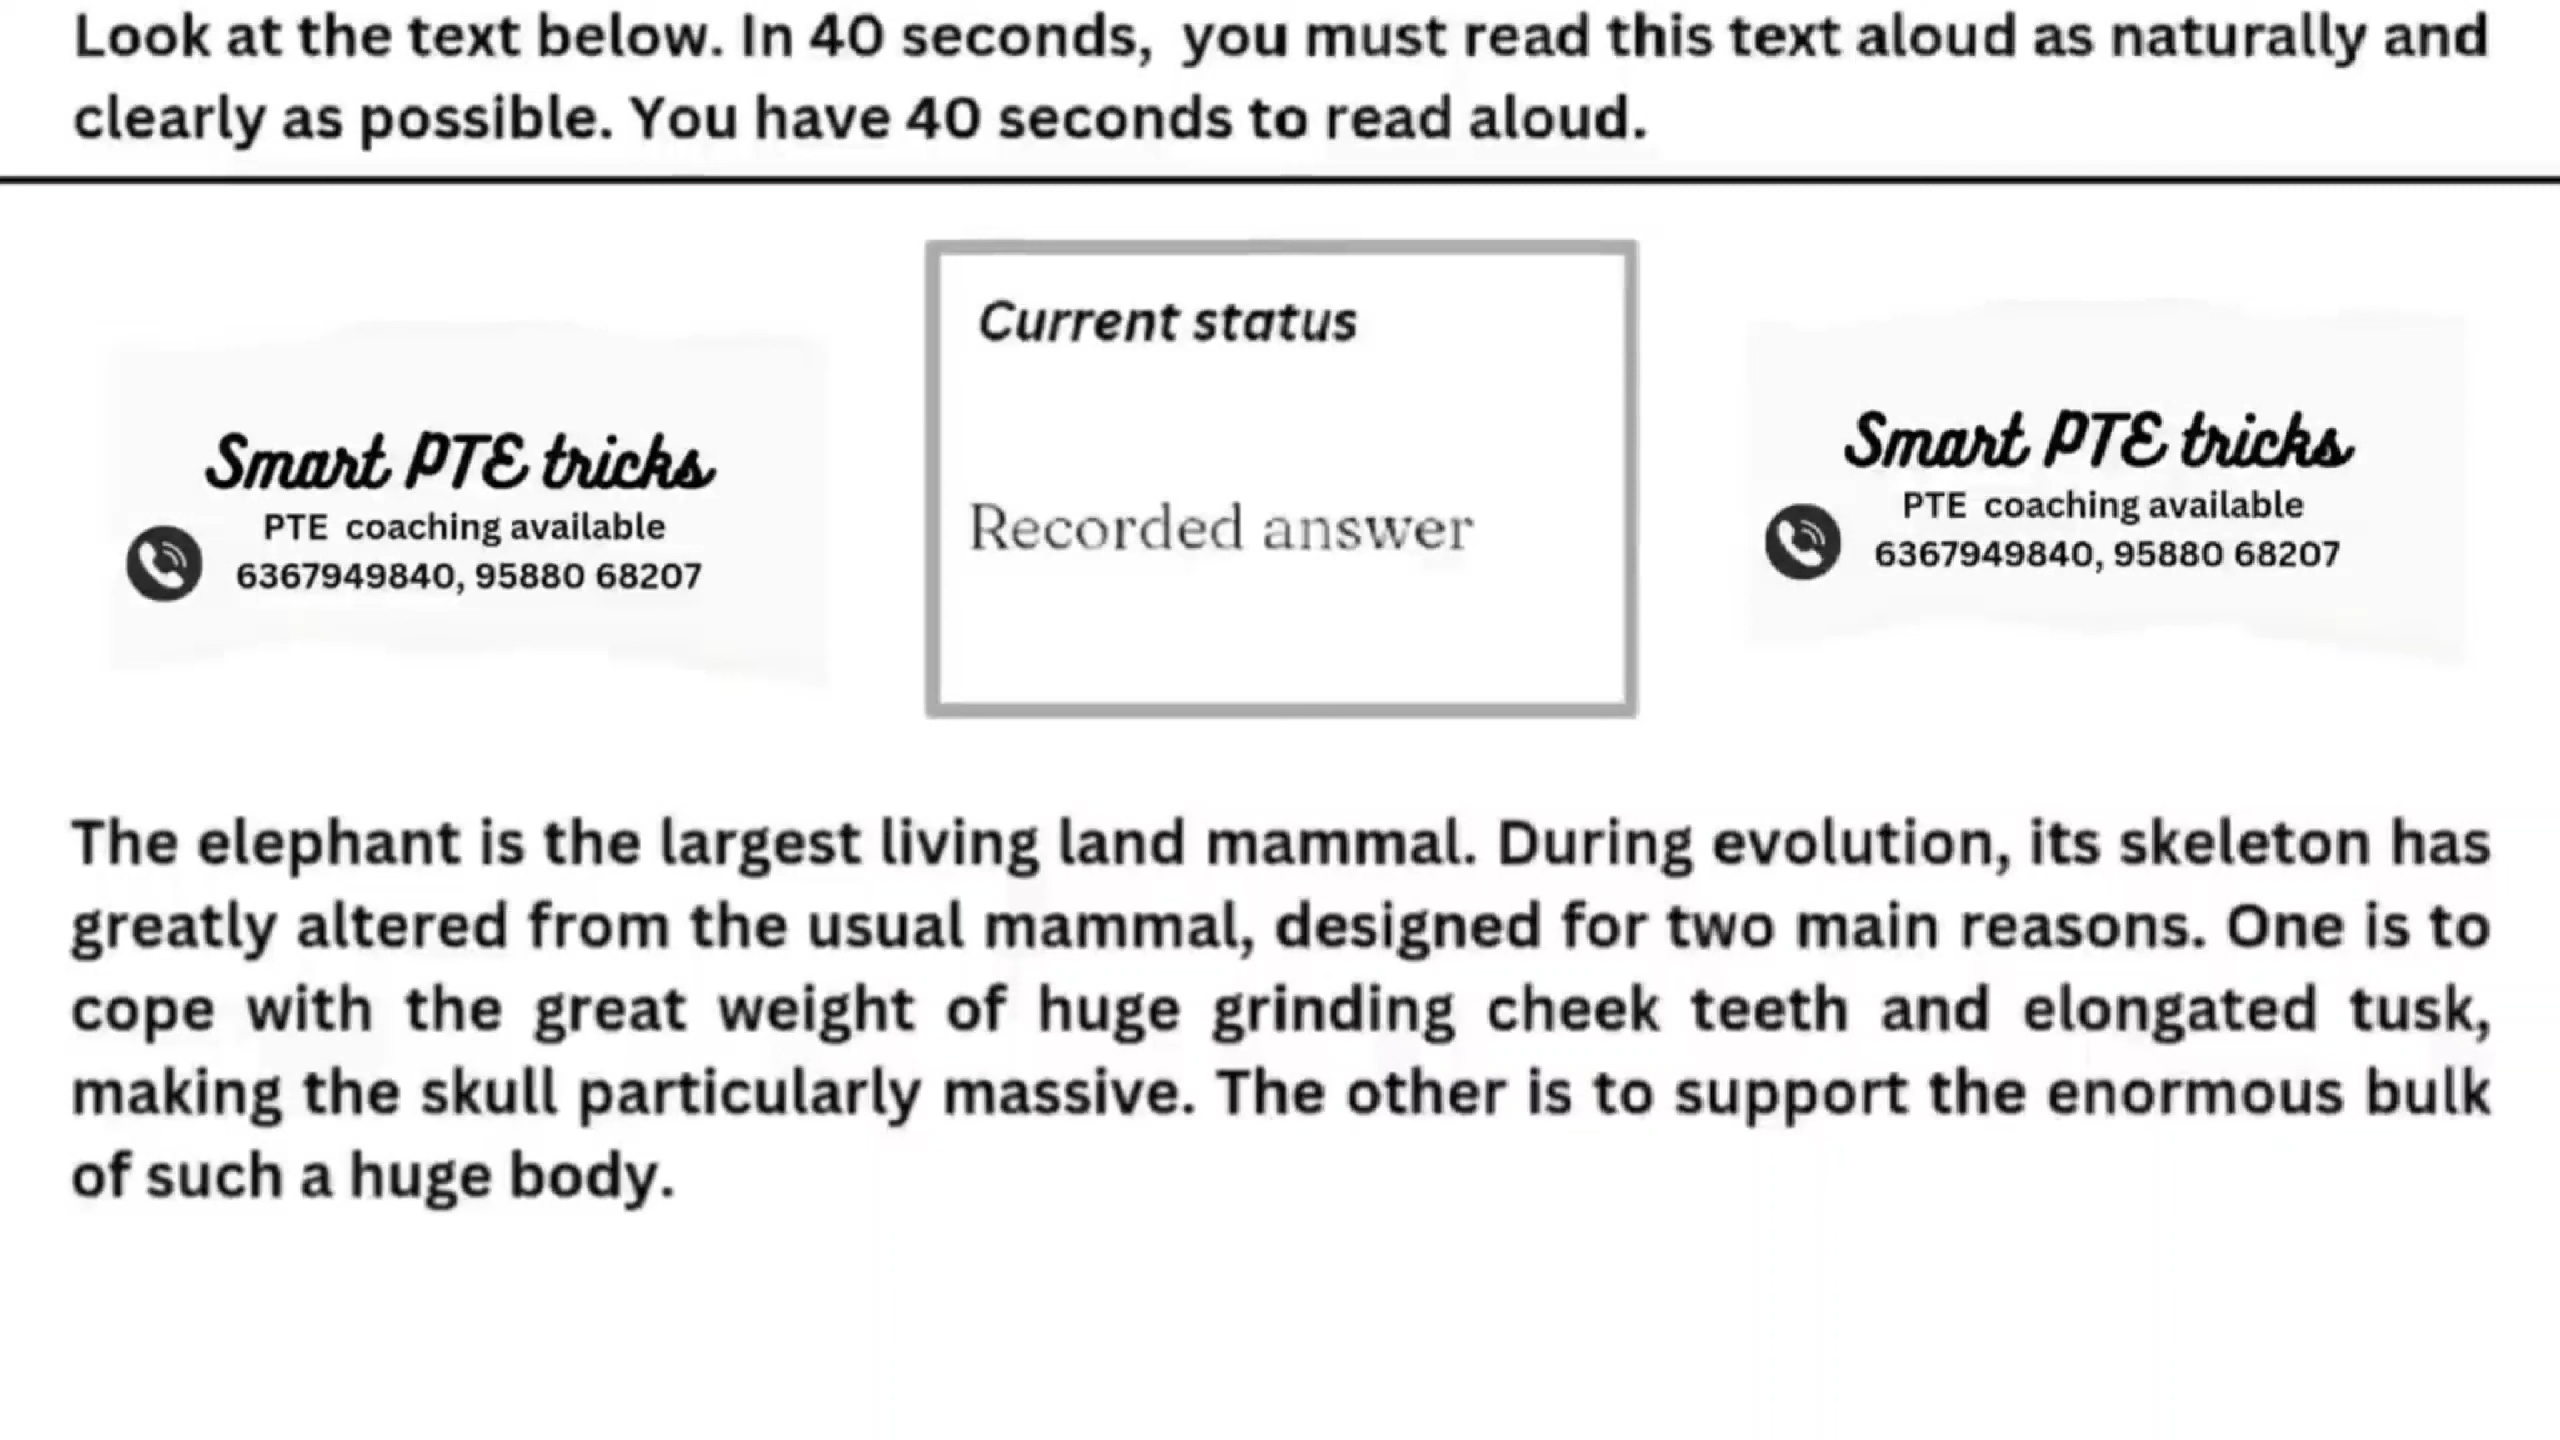 Look at the text below. In 40 seconds, you must read this text aloud as naturally and
clearly as possible. You have 40 seconds to read aloud.
Current status
Recorded answer
Smart PTE tricks
PTE coaching available
6367949840, 95880 68207
Smart PTE tricks
PTE coaching available
6367949840, 95880 68207
The elephant is the largest living land mammal. During evolution, its skeleton has
greatly altered from the usual mammal, designed for two main reasons. One is to
cope with the great weight of huge grinding cheek teeth and elongated tusk,
making the skull particularly massive. The other is to support the enormous bulk
of such a huge body.